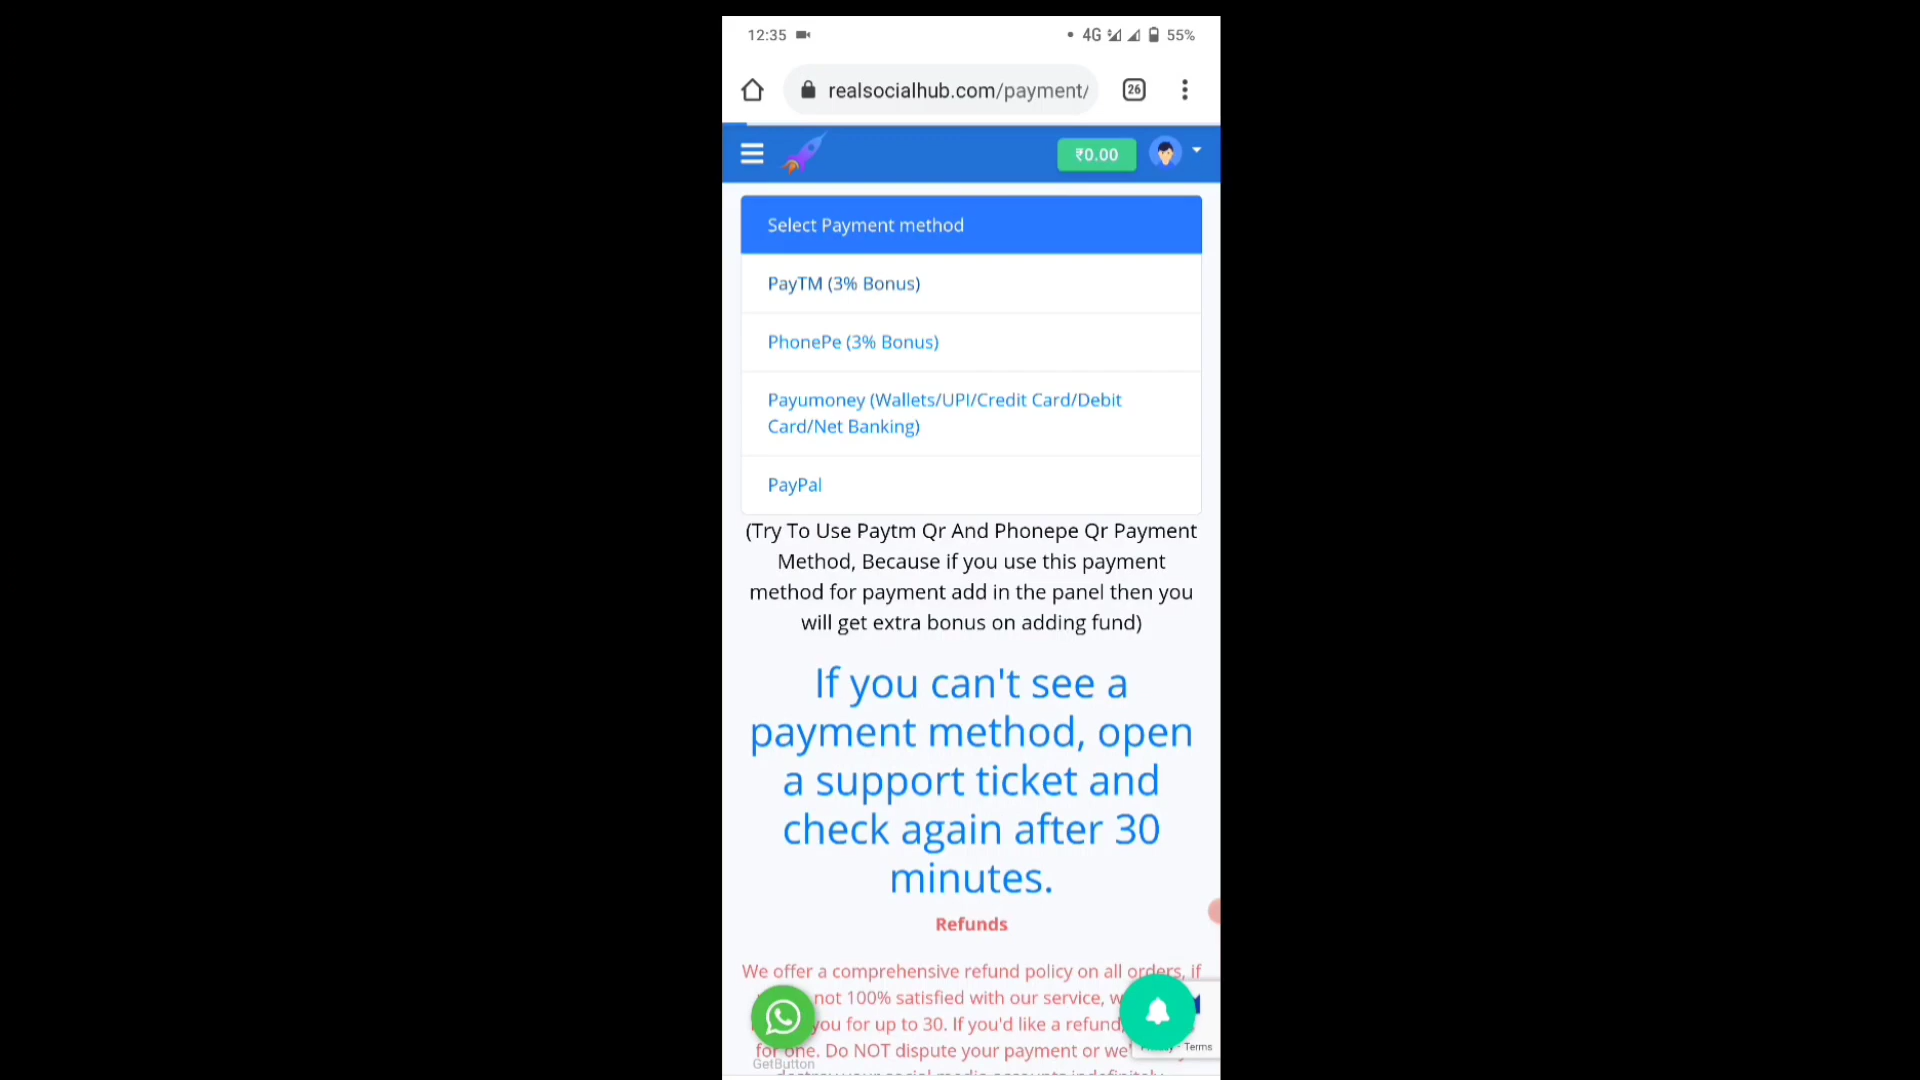 12:35
4G 55%
realsocialhub.com/payment/
26
₹0.00
Select Payment method
PayTM (3% Bonus)
PhonePe (3% Bonus)
Payumoney (Wallets/UPI/Credit Card/Debit
Card/Net Banking)
PayPal
(Try To Use Paytm Qr And Phonepe Qr Payment
Method, Because if you use this payment
method for payment add in the panel then you
will get extra bonus on adding fund)
If you can't see a
payment method, open
a support ticket and
check again after 30
minutes.
Refunds
We offer a comprehensive refund policy on all orders, if
not 100% satisfied with our service,
you for up to 30. If you'd like a refund,
for one. Do NOT dispute your payment or
GetButton
- Terms